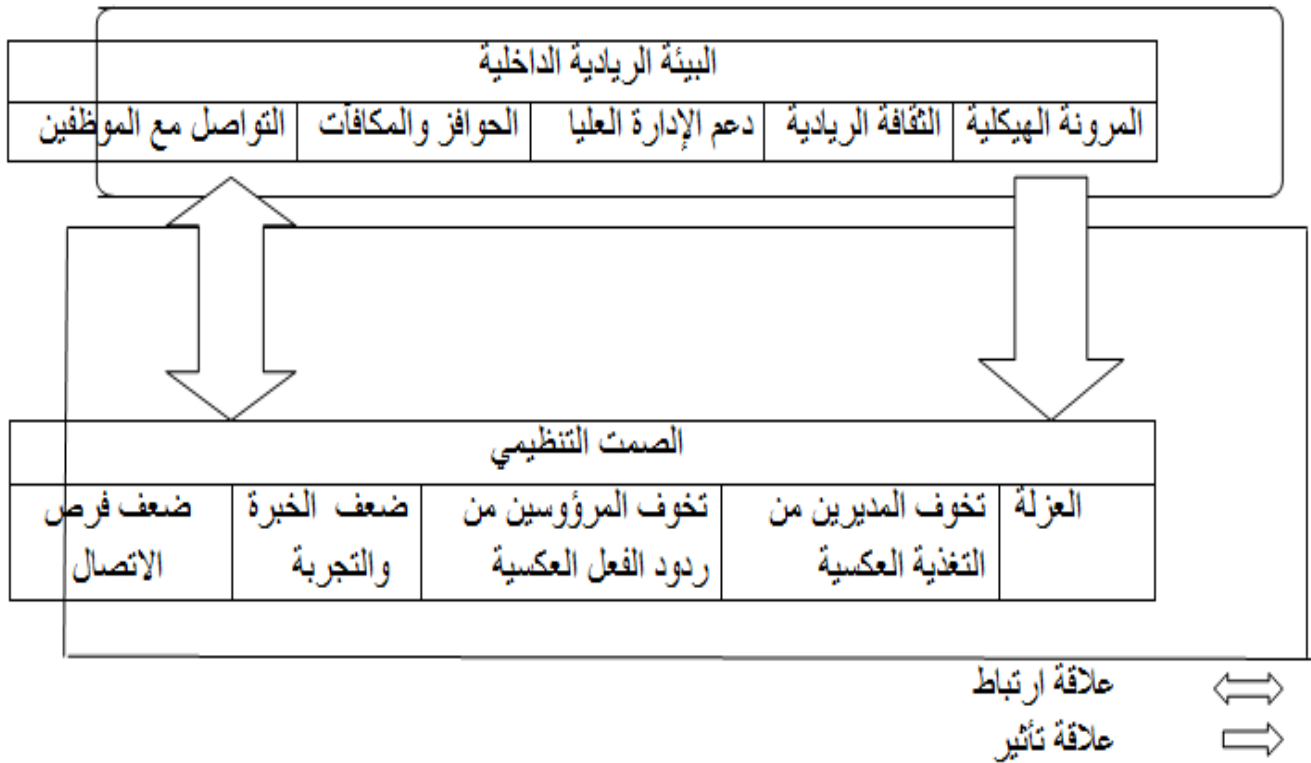 البيئة الريادية الداخلية
المرونة الهيكلية
الثقافة الريادية
دعم الإدارة العليا
الحوافز والمكافآت
التواصل مع الموظفين
الصمت التنظيمي
العزلة
تخوف المديرين من
التغذية العكسية
تخوف المرؤوسين من
ردود الفعل العكسية
ضعف الخبرة
والتجربة
ضعف فرص
الاتصال
علاقة ارتباط
علاقة تأثير